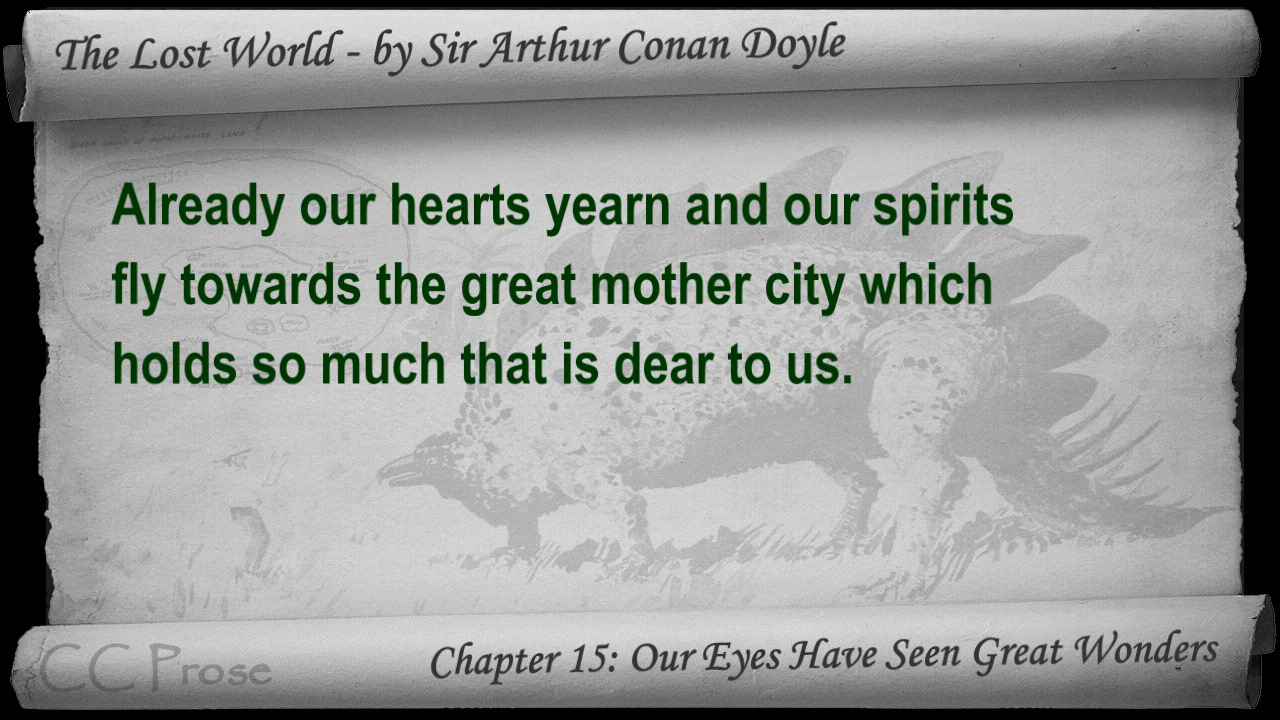 The Lost World - by Sir Arthur Conan Doyle
Already our hearts yearn and our spirits
fly towards the great mother city which
holds so much that is dear to us.
CC Prose
Chapter 15: Our Eyes Have Seen Great Wonders